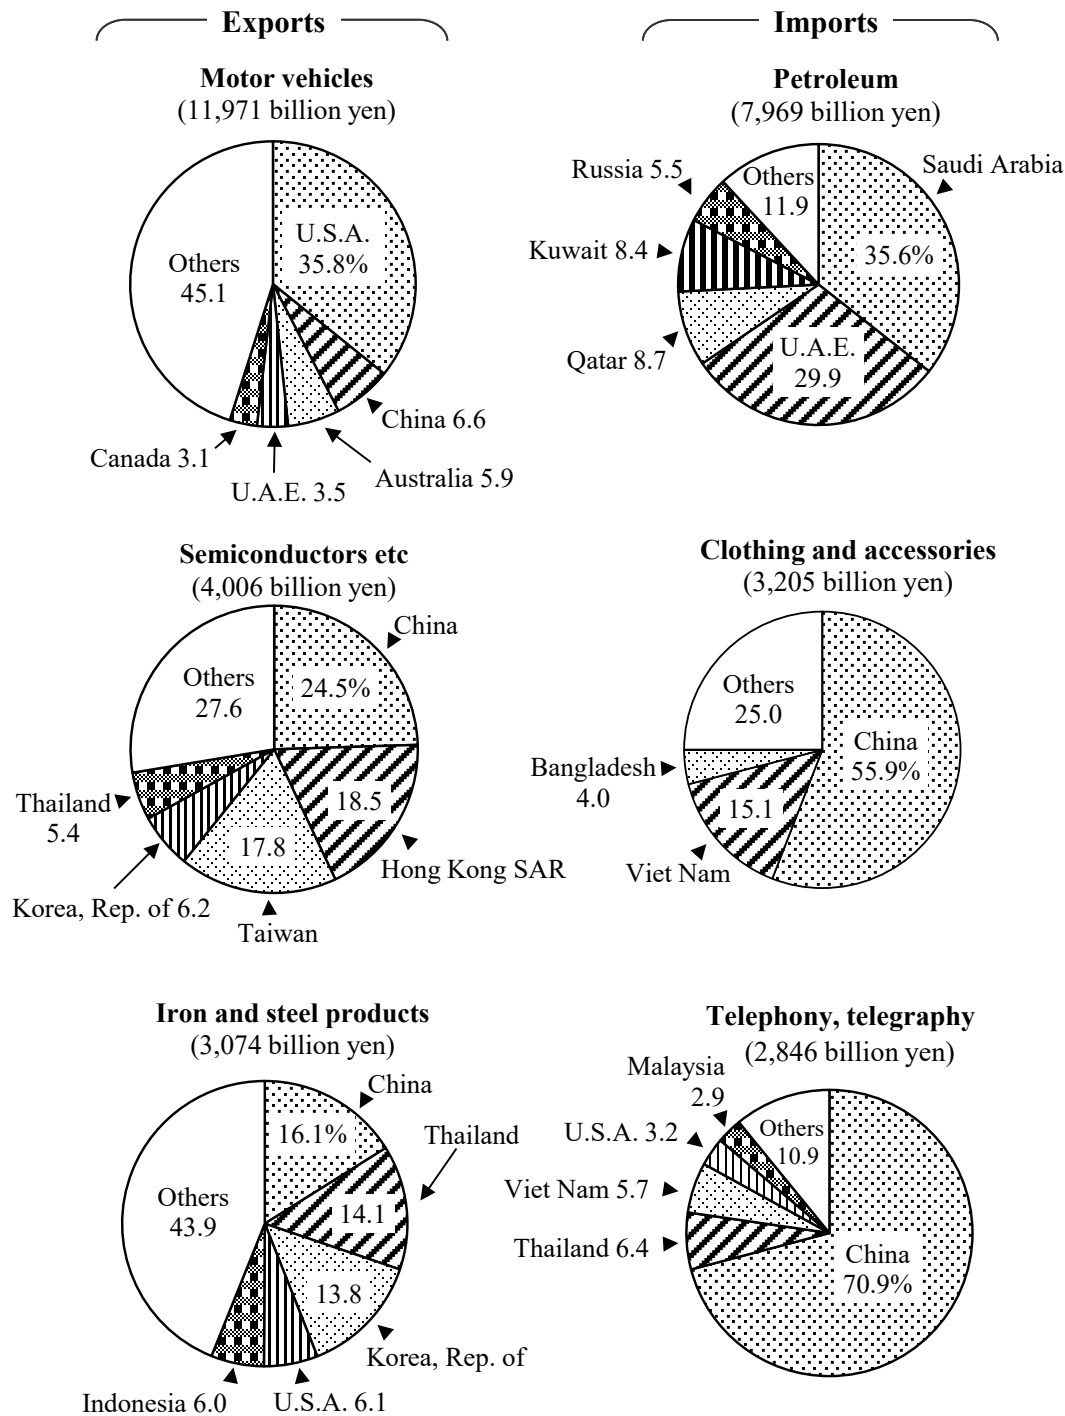 Exports
Motor vehicles
(11,971 billion yen)
U.S.A.
35.8%
Others
45.1
China 6.6
Canada 3.1
Australia 5.9
U.A.E. 3.5
Semiconductors etc
(4,006 billion yen)
China
24.5%
Others
27.6
18.5
Thailand
5.4
17.8
Hong Kong SAR
Korea, Rep. of 6.2
Taiwan
Iron and steel products
(3,074 billion yen)
China
16.1%
Thailand
Others
43.9
14.1
13.8
Korea, Rep. of
Indonesia 6.0
U.S.A. 6.1
Imports
Petroleum
(7,969 billion yen)
Saudi Arabia
Russia 5.5
Others
11.9
Kuwait 8.4
35.6%
Qatar 8.7
U.A.E.
29.9
Clothing and accessories
(3,205 billion yen)
Others
25.0
China
55.9%
Bangladesh
4.0
15.1
Viet Nam
Telephony, telegraphy
(2,846 billion yen)
Malaysia
2.9
U.S.A. 3.2
Others
10.9
Viet Nam 5.7
Thailand 6.4
China
70.9%